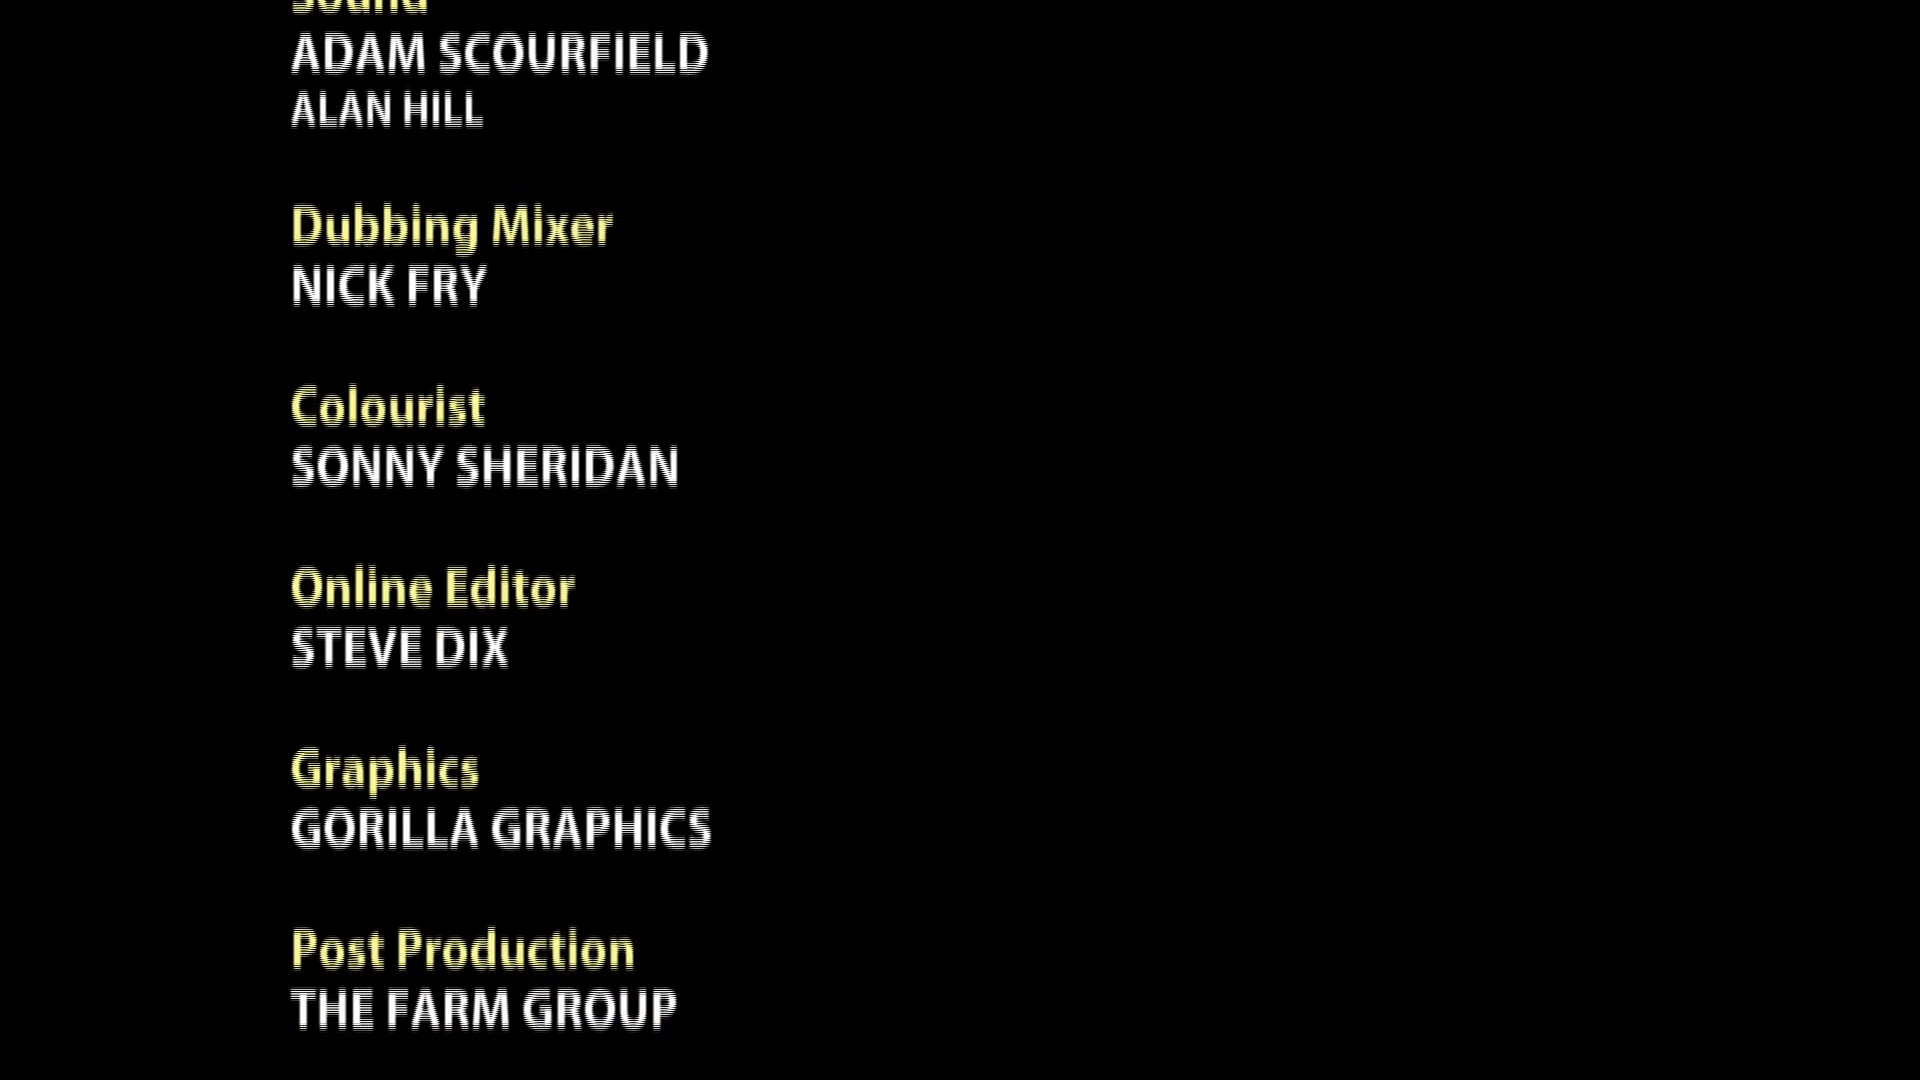 Sound
ADAM SCOURFIELD
ALAN HILL
Dubbing Mixer
NICK FRY
Colourist
SONNY SHERIDAN
Online Editor
STEVE DIX
Graphics
GORILLA GRAPHICS
Post Production
THE FARM GROUP